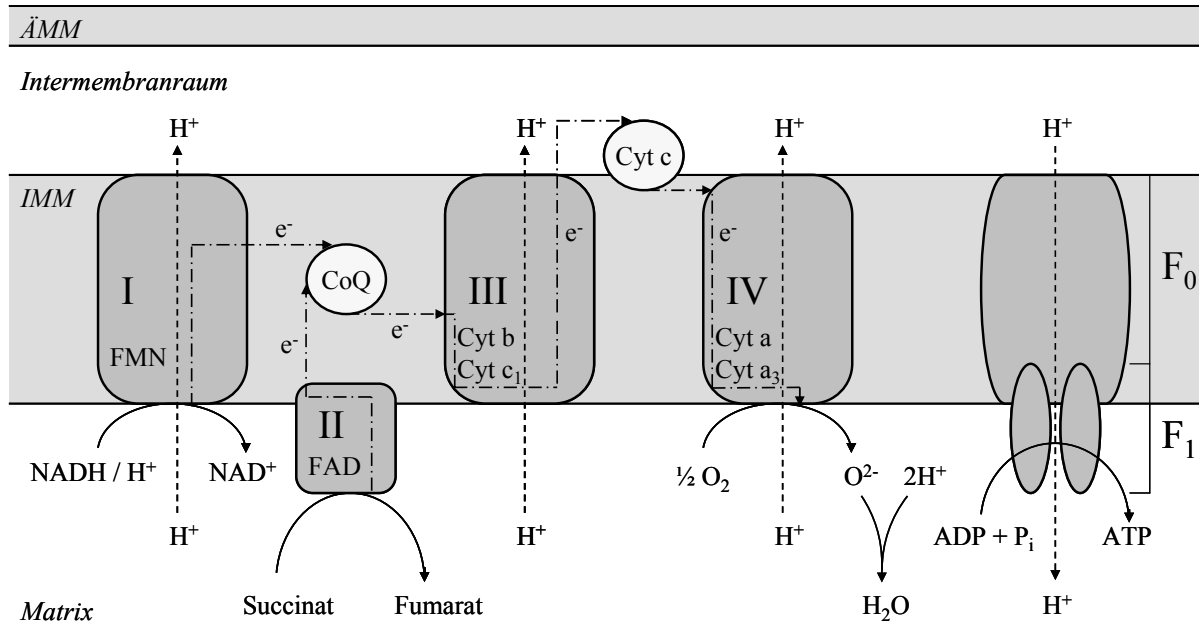 ÄMM
Intermembranraum
H⁺ H⁺ H⁺ H⁺
Cyt c
IMM
e⁻ e⁻ e⁻
CoQ
I III IV F₀
e⁻ e⁻
FMN Cyt b Cyt a
Cyt c₁ Cyt a₃
II F₁
FAD
NADH / H⁺ NAD⁺ ½ O₂ O²⁻ 2H⁺
H⁺ H⁺ H⁺ ADP + Pᵢ ATP
Succinat Fumarat H₂O H⁺
Matrix